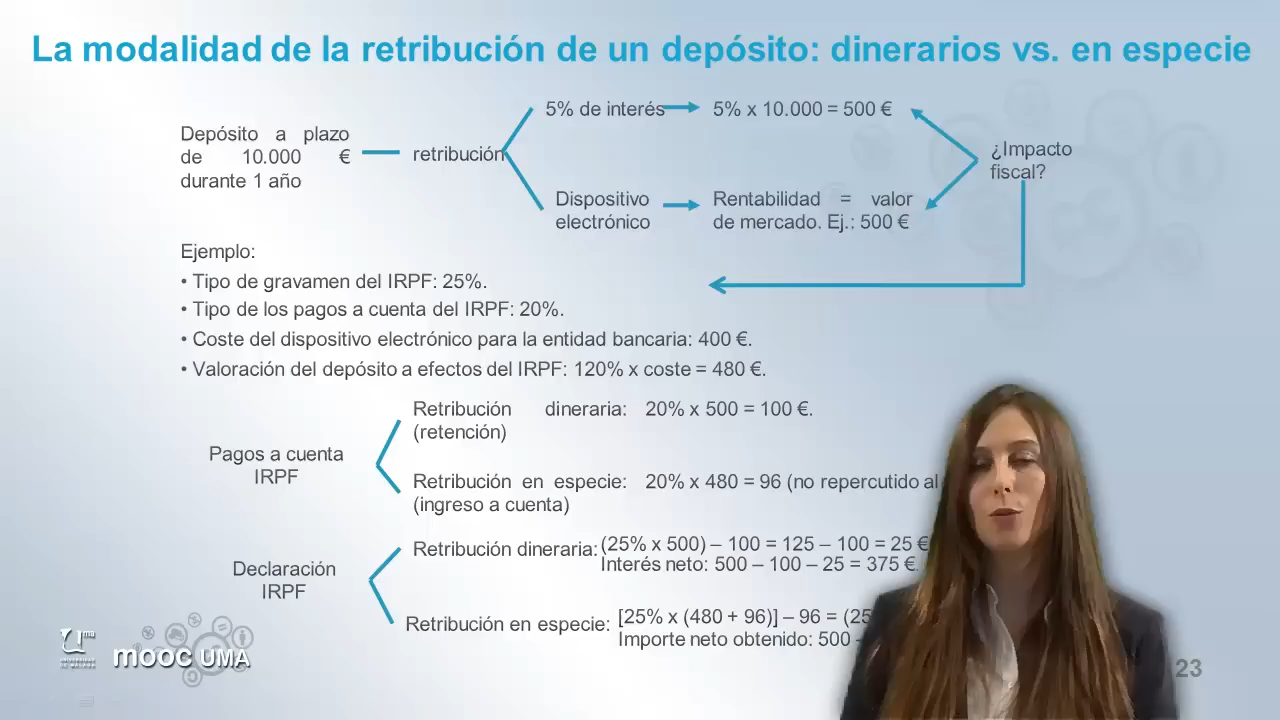 La modalidad de la retribución de un depósito: dinerarios vs. en especie
Depósito a plazo
de 10.000 €
durante 1 año
retribución
5% de interés
5% x 10.000 = 500 €
Dispositivo
electrónico
Rentabilidad = valor
de mercado. Ej.: 500 €
¿Impacto
fiscal?
Ejemplo:
• Tipo de gravamen del IRPF: 25%.
• Tipo de los pagos a cuenta del IRPF: 20%.
• Coste del dispositivo electrónico para la entidad bancaria: 400 €.
• Valoración del depósito a efectos del IRPF: 120% x coste = 480 €.
Pagos a cuenta
IRPF
Retribución dineraria: 20% x 500 = 100 €.
(retención)
Retribución en especie: 20% x 480 = 96 (no repercutido al
(ingreso a cuenta)
Declaración
IRPF
Retribución dineraria: (25% x 500) – 100 = 125 – 100 = 25 €
Interés neto: 500 – 100 – 25 = 375 €.
Retribución en especie: [25% x (480 + 96)] – 96 = (25
Importe neto obtenido: 500 -
uma
mooc UMA
23